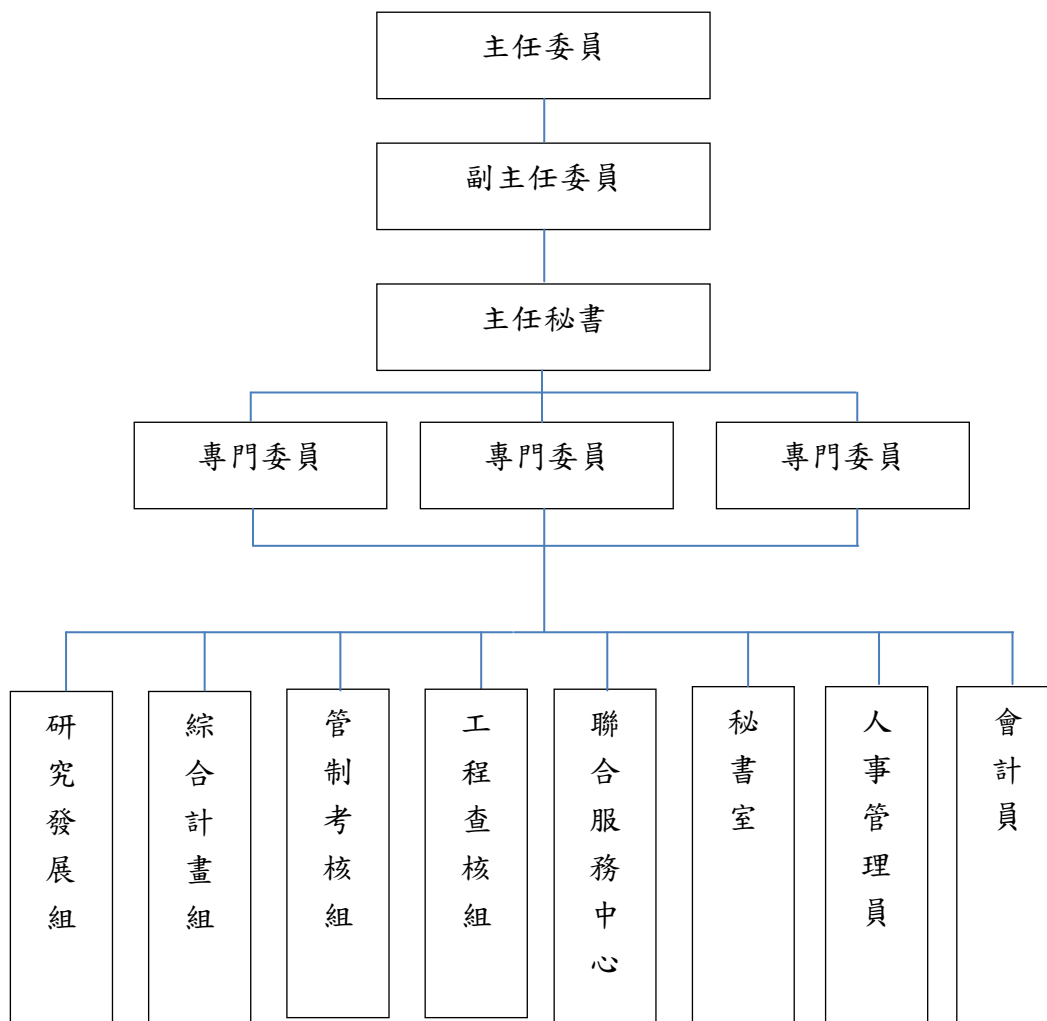 主任委員
副主任委員
主任秘書
專門委員
專門委員
專門委員
研究發展組
綜合計畫組
管制考核組
工程查核組
聯合服務中心
秘書室
人事管理員
會計員